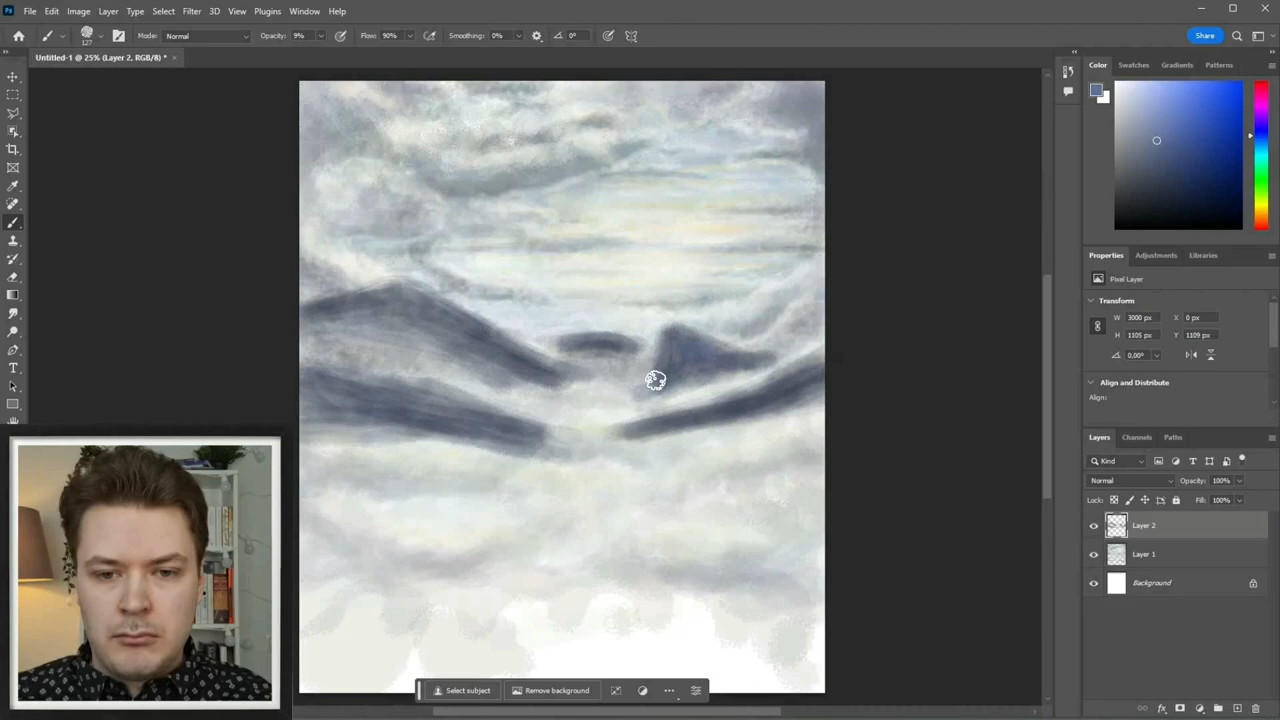 Ps File Edit Image Layer Type Select Filter 3D View Plugins Window Help
127 Mode: Normal Opacity: 9% Flow: 90% Smoothing: 0% 0° Share
Untitled-1 @ 25% (Layer 2, RGB/8) * ×
Color Swatches Gradients Patterns
Properties Adjustments Libraries
Pixel Layer
Transform
W 3000 px X 0 px
H 1105 px Y 1109 px
0,00°
Align and Distribute
Align:
Layers Channels Paths
Kind
Normal Opacity: 100%
Lock: Fill: 100%
Layer 2
Layer 1
Background
Select subject Remove background